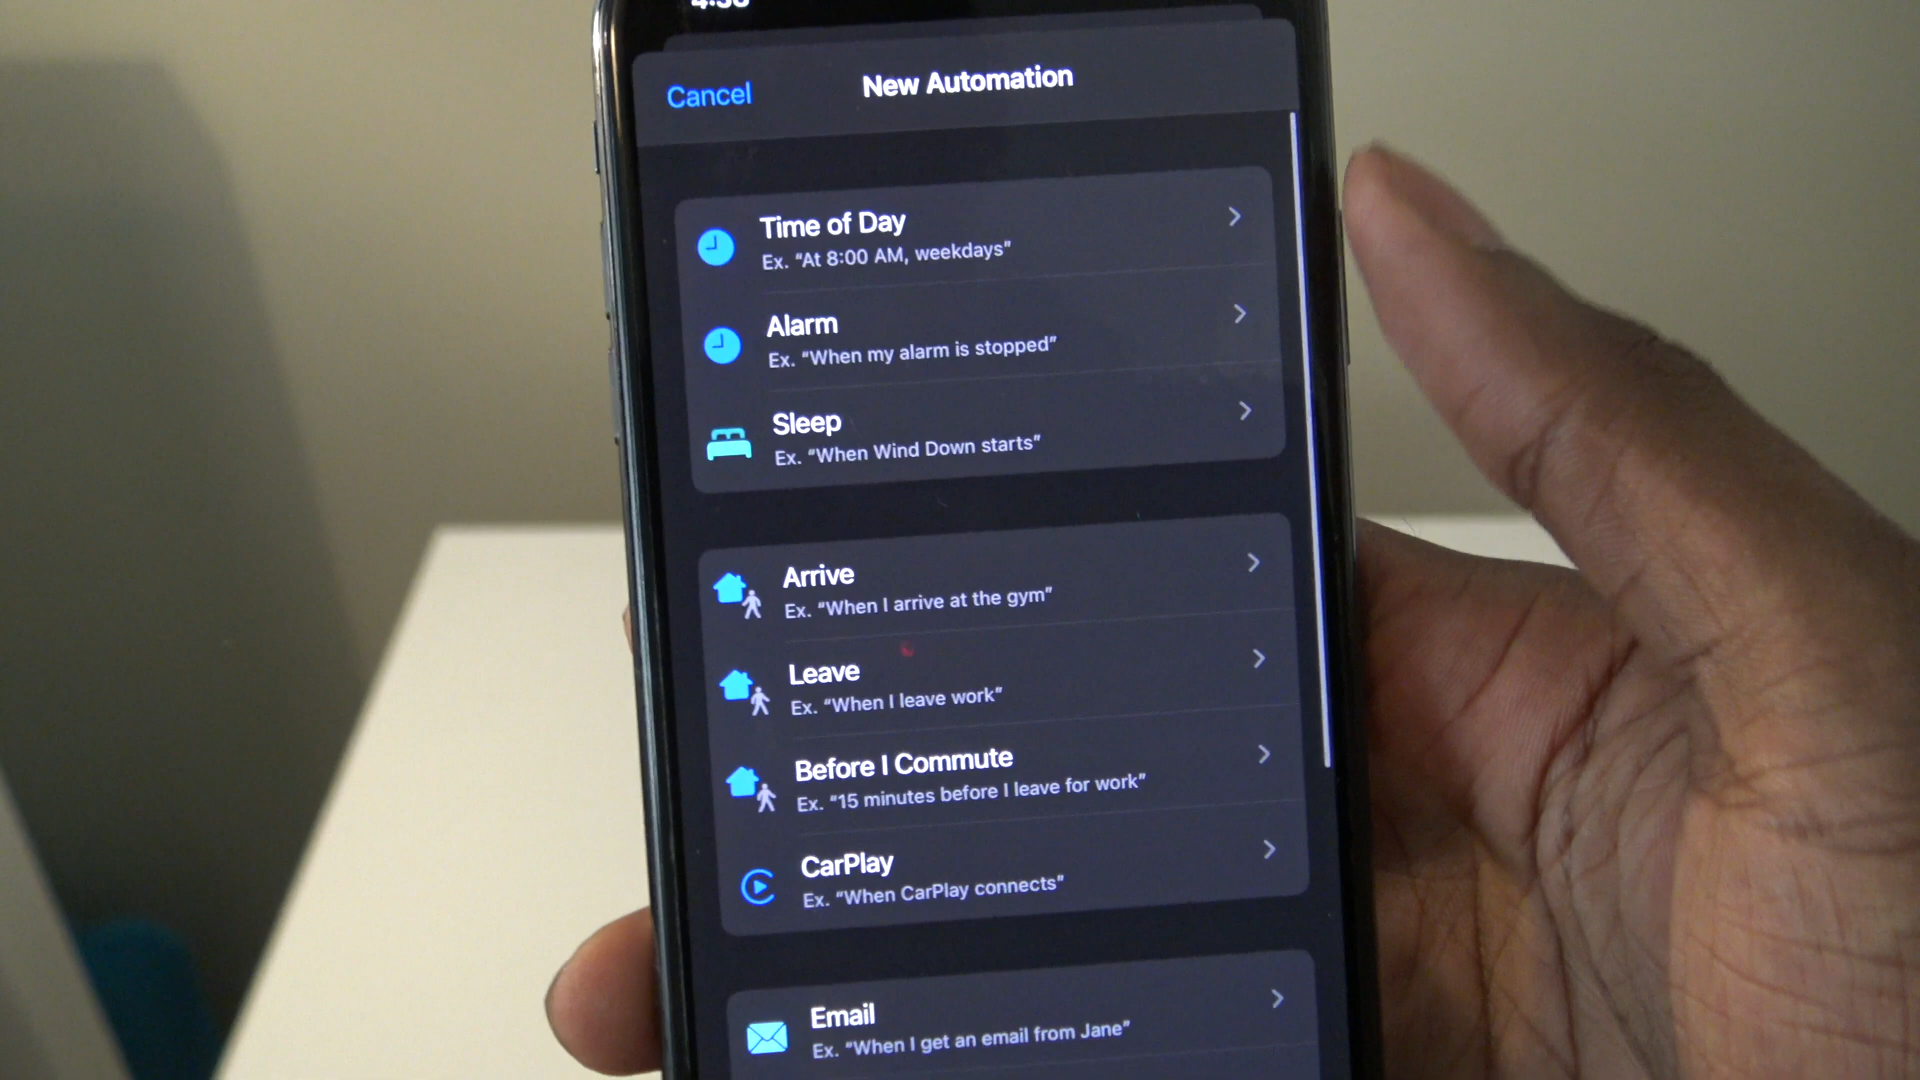 Cancel
New Automation
Time of Day
Ex. “At 8:00 AM, weekdays”
Alarm
Ex. “When my alarm is stopped”
Sleep
Ex. “When Wind Down starts”
Arrive
Ex. “When I arrive at the gym”
Leave
Ex. “When I leave work”
Before I Commute
Ex. “15 minutes before I leave for work”
CarPlay
Ex. “When CarPlay connects”
Email
Ex. “When I get an email from Jane”